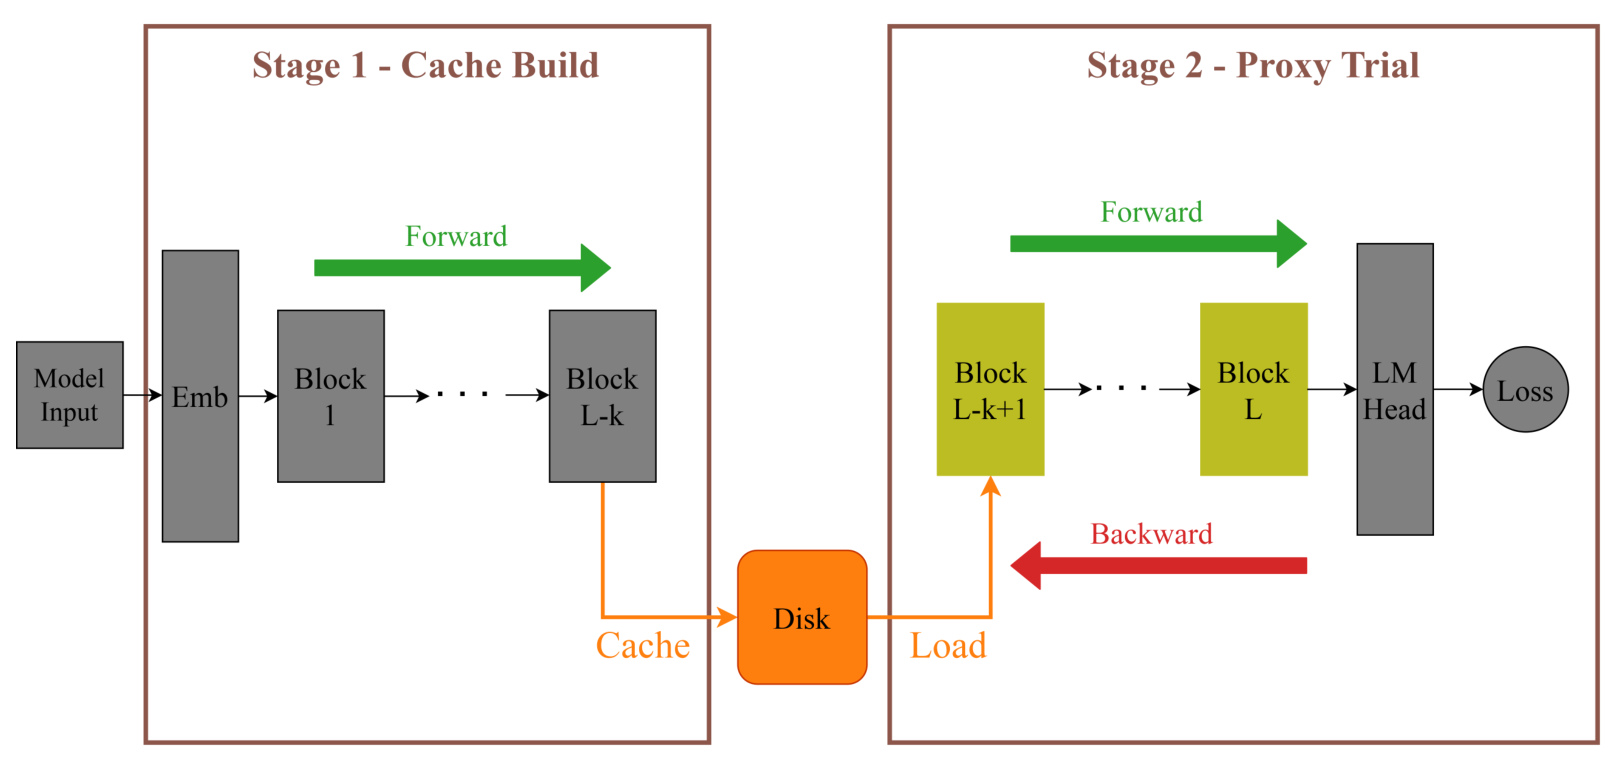 Stage 1 - Cache Build
Stage 2 - Proxy Trial
Forward
Forward
Model
Input
Emb
Block
1
. . .
Block
L-k
Block
L-k+1
. . .
Block
L
LM
Head
Loss
Backward
Disk
Cache
Load